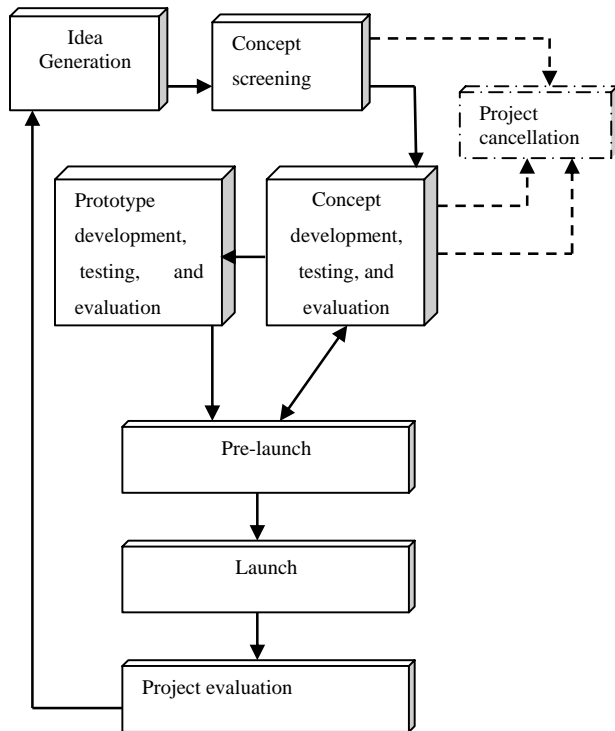 Idea
Generation
Concept
screening
Project
cancellation
Prototype
development,
testing, and
evaluation
Concept
development,
testing, and
evaluation
Pre-launch
Launch
Project evaluation